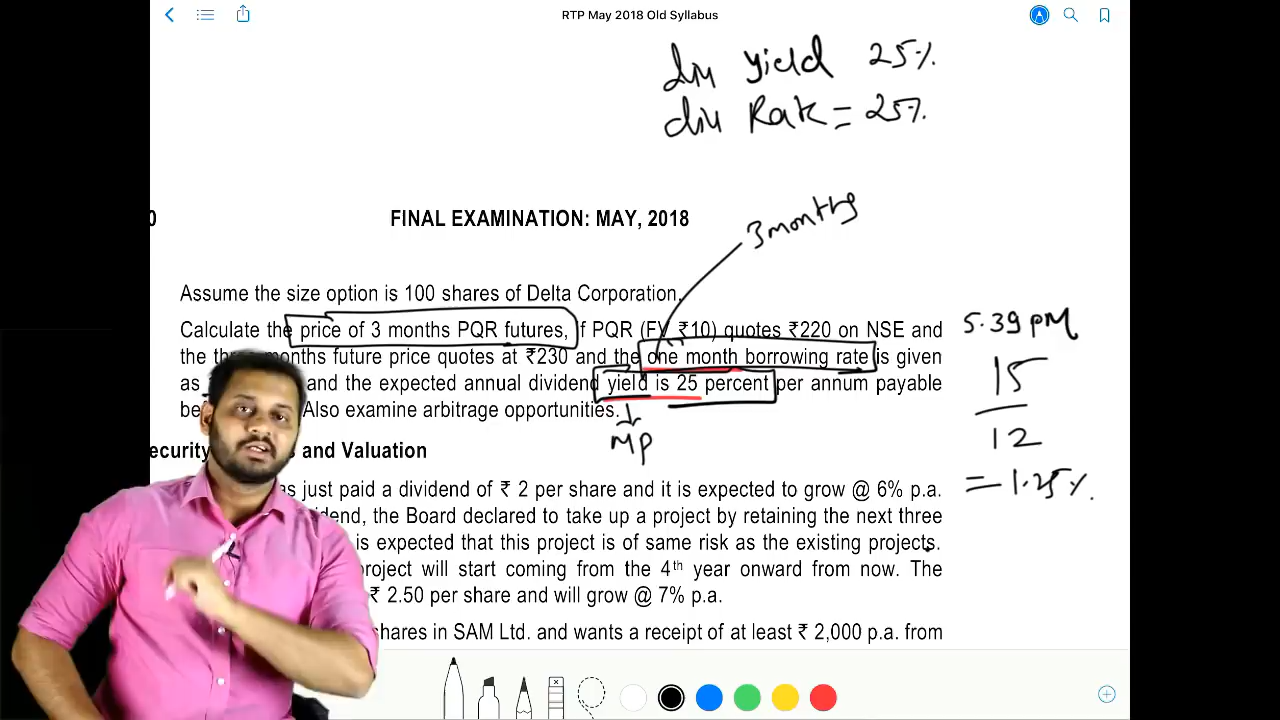 RTP May 2018 Old Syllabus
div yield 25%
div Rate = 25%
0
FINAL EXAMINATION: MAY, 2018
3 months
Assume the size option is 100 shares of Delta Corporation.
Calculate the price of 3 months PQR futures, if PQR (FV ₹10) quotes ₹220 on NSE and
the months future price quotes at ₹230 and the one month borrowing rate is given
as and the expected annual dividend yield is 25 percent per annum payable
be Also examine arbitrage opportunities.
MP
5.39 PM
15
12
= 1.25%
ecurity s and Valuation
s just paid a dividend of ₹ 2 per share and it is expected to grow @ 6% p.a.
idend, the Board declared to take up a project by retaining the next three
is expected that this project is of same risk as the existing projects.
roject will start coming from the 4th year onward from now. The
₹ 2.50 per share and will grow @ 7% p.a.
shares in SAM Ltd. and wants a receipt of at least ₹ 2,000 p.a. from